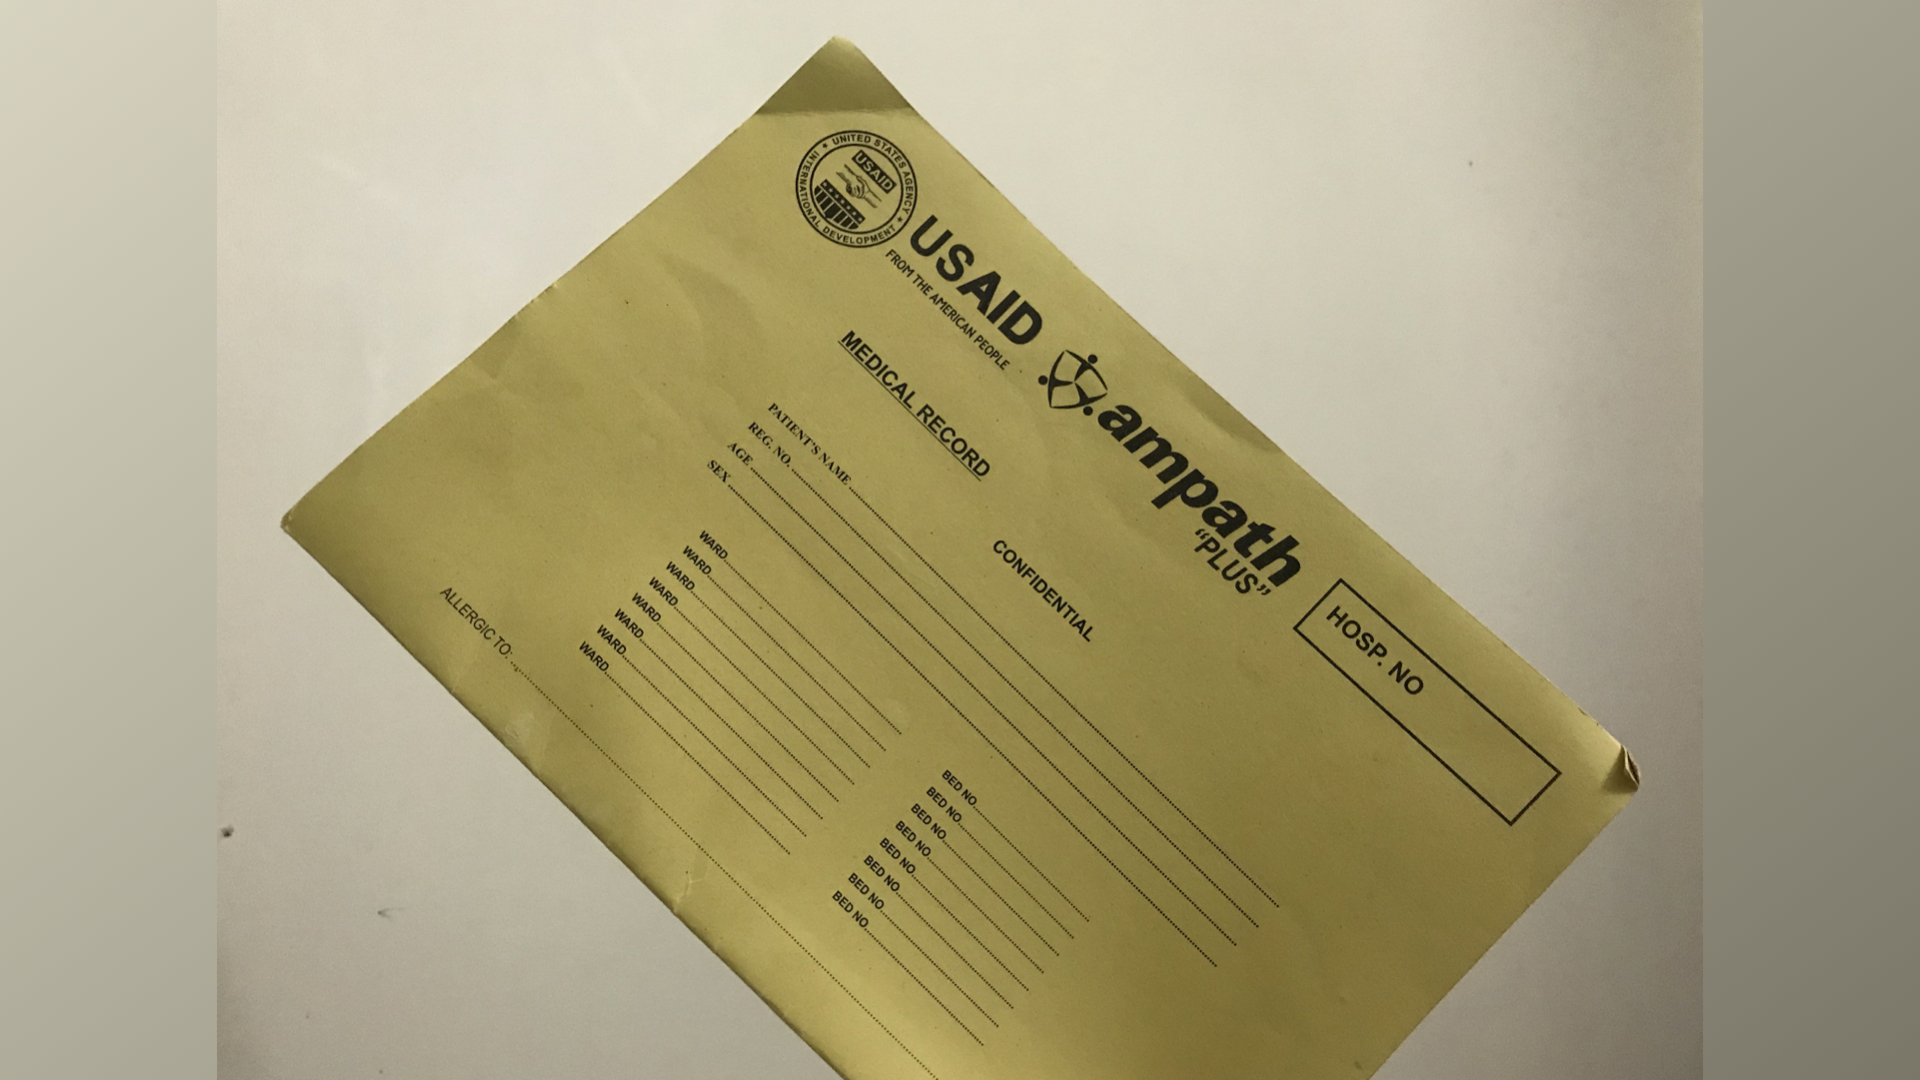 UNITED STATES AGENCY
INTERNATIONAL DEVELOPMENT
USAID
USAID
FROM THE AMERICAN PEOPLE
ampath
"PLUS"
HOSP. NO
MEDICAL RECORD
CONFIDENTIAL
PATIENT'S NAME
REG. NO.
AGE
SEX
WARD
BED NO
WARD
BED NO
WARD
BED NO
WARD
BED NO
WARD
BED NO
WARD
BED NO
WARD
BED NO
WARD
BED NO
ALLERGIC TO: